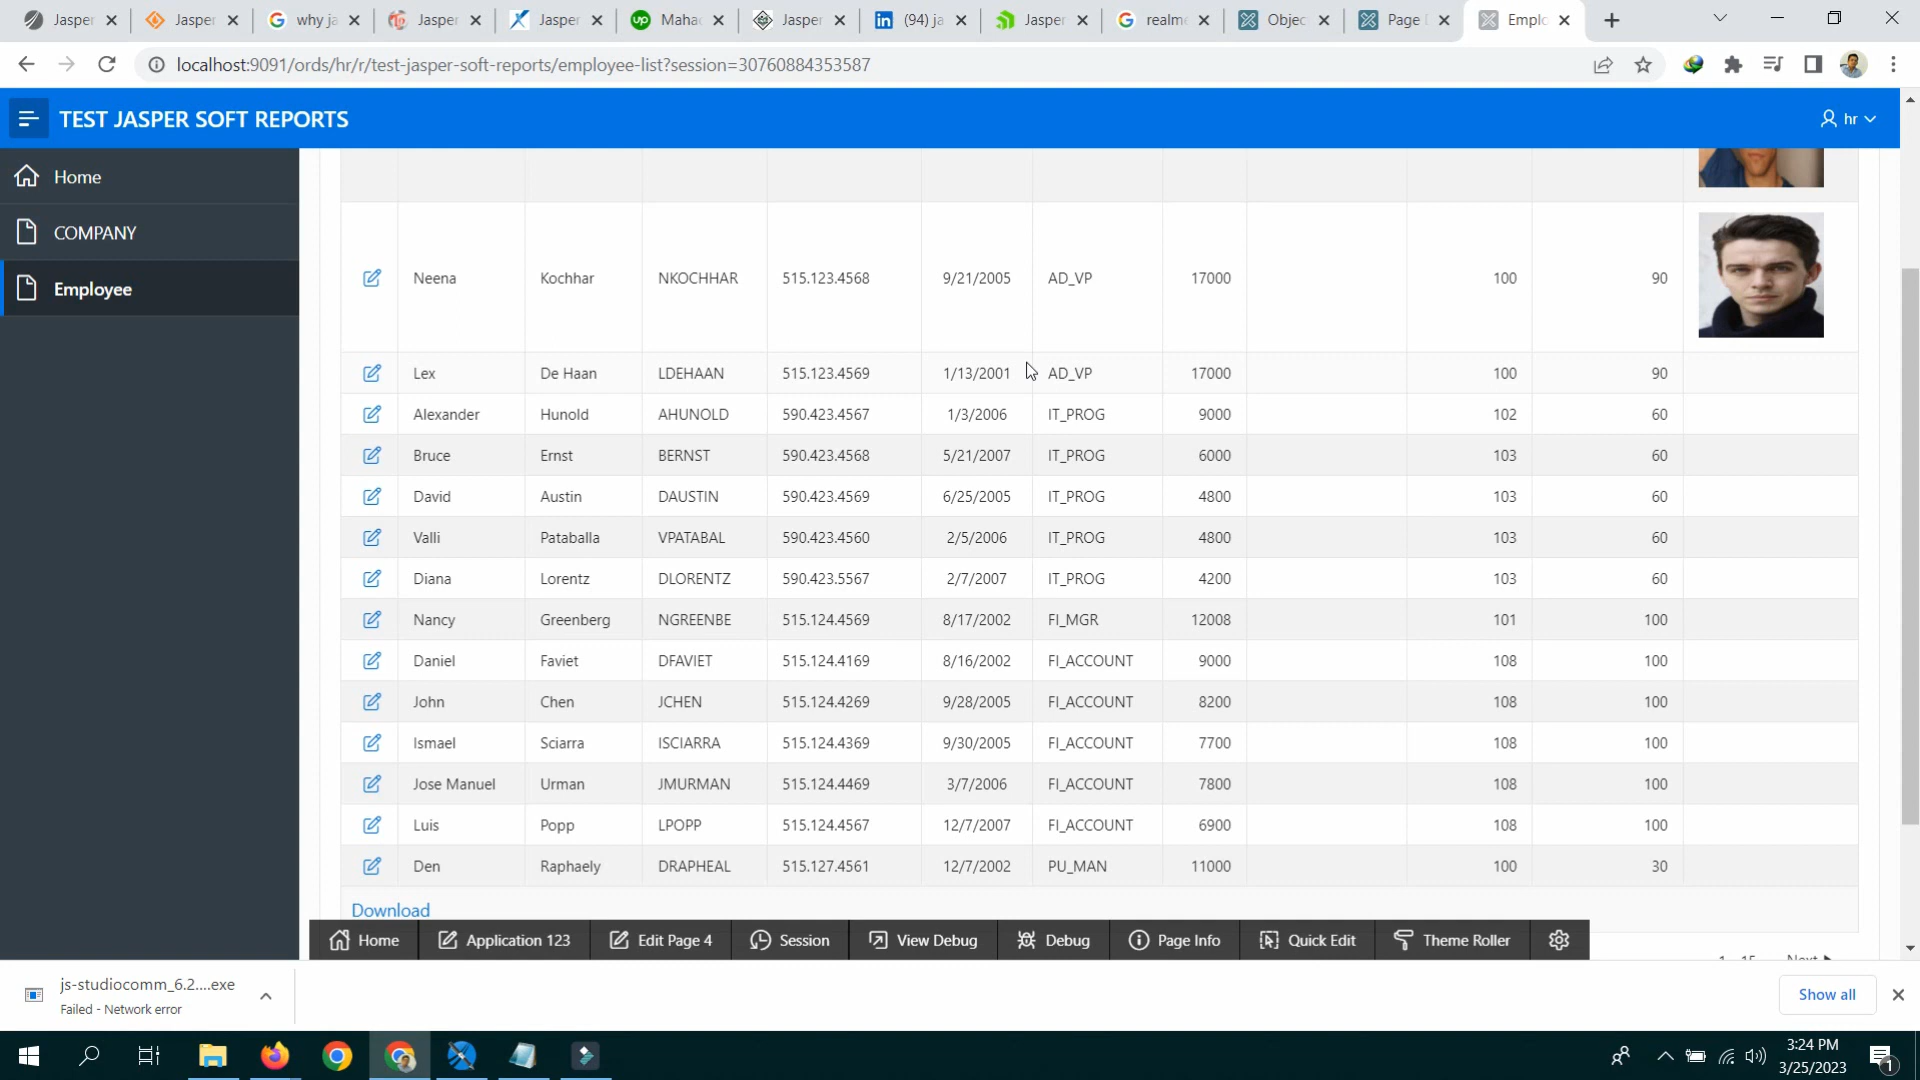 Jasper
Jasper
why ja
Jasper
Jasper
Mahac
Jasper
(94) ja
Jasper
realme
Objec
Page
Emplo
localhost:9091/ords/hr/r/test-jasper-soft-reports/employee-list?session=30760884353587
TEST JASPER SOFT REPORTS
hr
Home
COMPANY
Employee
Neena Kochhar NKOCHHAR 515.123.4568 9/21/2005 AD_VP 17000 100 90
Lex De Haan LDEHAAN 515.123.4569 1/13/2001 AD_VP 17000 100 90
Alexander Hunold AHUNOLD 590.423.4567 1/3/2006 IT_PROG 9000 102 60
Bruce Ernst BERNST 590.423.4568 5/21/2007 IT_PROG 6000 103 60
David Austin DAUSTIN 590.423.4569 6/25/2005 IT_PROG 4800 103 60
Valli Pataballa VPATABAL 590.423.4560 2/5/2006 IT_PROG 4800 103 60
Diana Lorentz DLORENTZ 590.423.5567 2/7/2007 IT_PROG 4200 103 60
Nancy Greenberg NGREENBE 515.124.4569 8/17/2002 FI_MGR 12008 101 100
Daniel Faviet DFAVIET 515.124.4169 8/16/2002 FI_ACCOUNT 9000 108 100
John Chen JCHEN 515.124.4269 9/28/2005 FI_ACCOUNT 8200 108 100
Ismael Sciarra ISCIARRA 515.124.4369 9/30/2005 FI_ACCOUNT 7700 108 100
Jose Manuel Urman JMURMAN 515.124.4469 3/7/2006 FI_ACCOUNT 7800 108 100
Luis Popp LPOPP 515.124.4567 12/7/2007 FI_ACCOUNT 6900 108 100
Den Raphaely DRAPHEAL 515.127.4561 12/7/2002 PU_MAN 11000 100 30
Download
Home Application 123 Edit Page 4 Session View Debug Debug Page Info Quick Edit Theme Roller
1 - 15 Next
js-studiocomm_6.2....exe
Failed - Network error
Show all
3:24 PM
3/25/2023
1